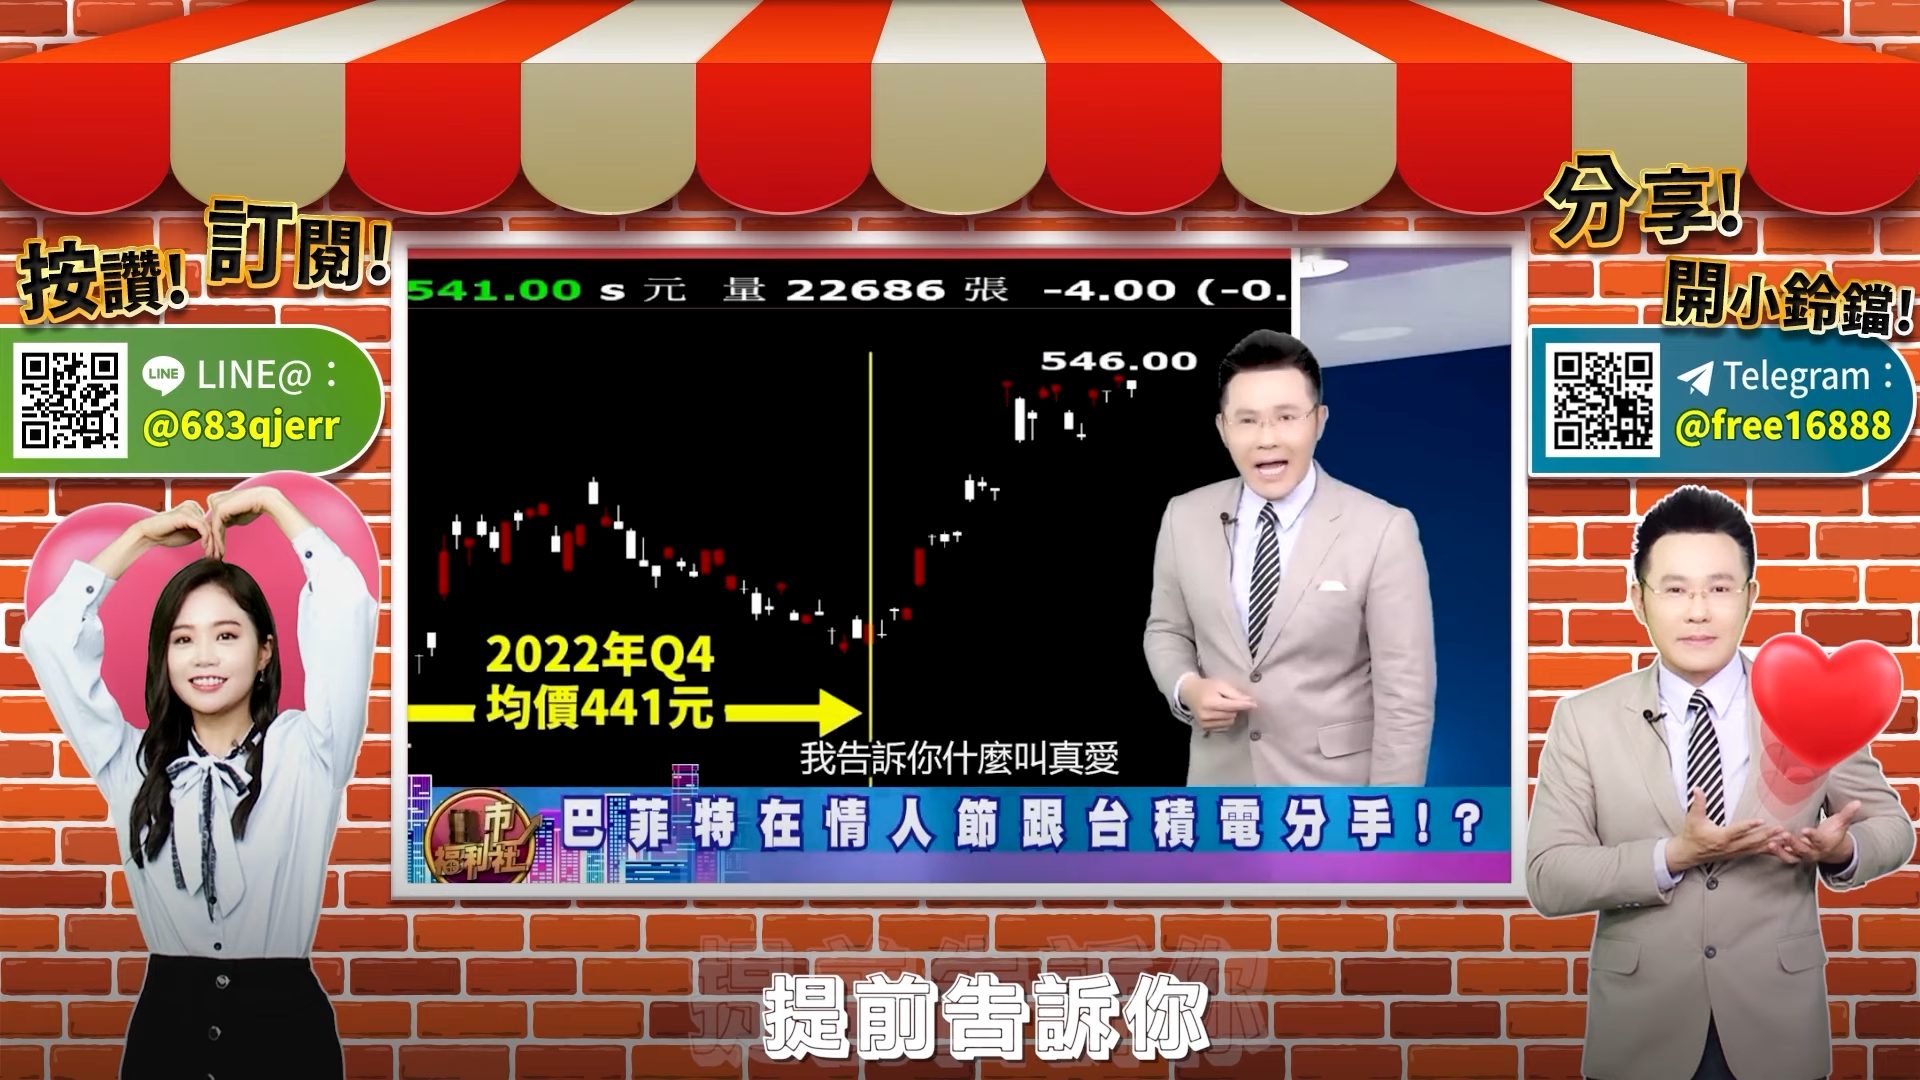 按讚!
訂閱!
分享!
開小鈴鐺!
LINE
LINE@：
@683qjerr
Telegram：
@free16888
541.00 s 元 量 22686 張 -4.00 (-0.
546.00
2022年Q4
均價441元
我告訴你什麼叫真愛
市
福利社
巴菲特在情人節跟台積電分手!?
提前告訴你